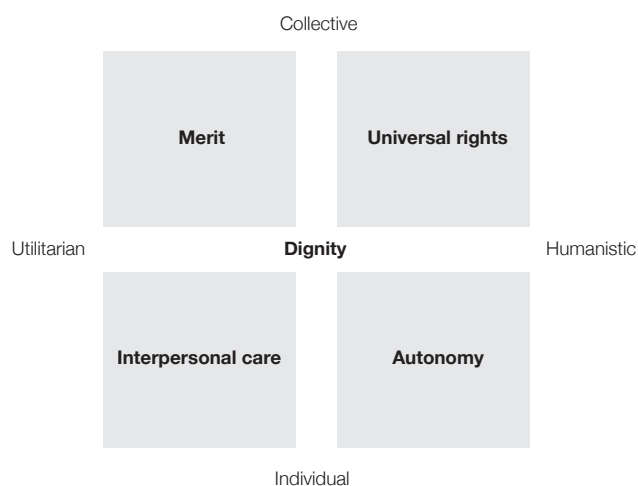 Collective
Merit
Universal rights
Utilitarian
Dignity
Humanistic
Interpersonal care
Autonomy
Individual